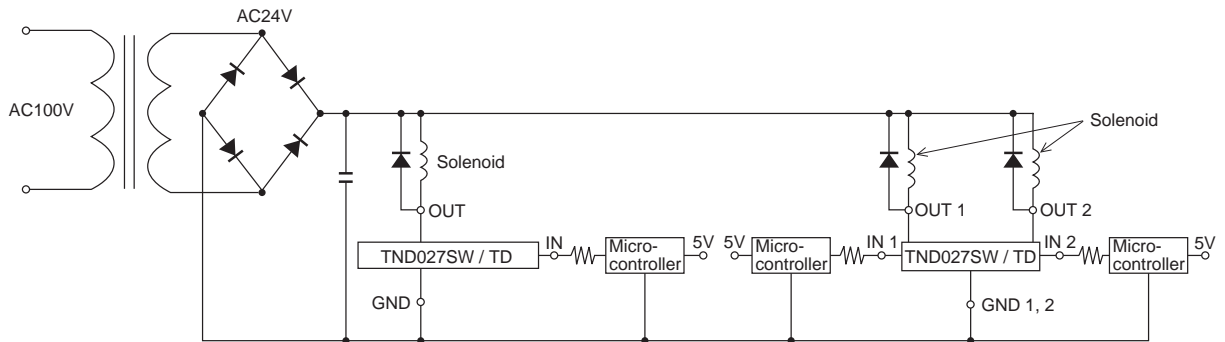 AC24V
AC100V
Solenoid
Solenoid
OUT
OUT 1
OUT 2
TND027SW / TD
IN
Micro-
controller
5V
5V
Micro-
controller
IN 1
TND027SW / TD
IN 2
Micro-
controller
5V
GND
GND 1, 2